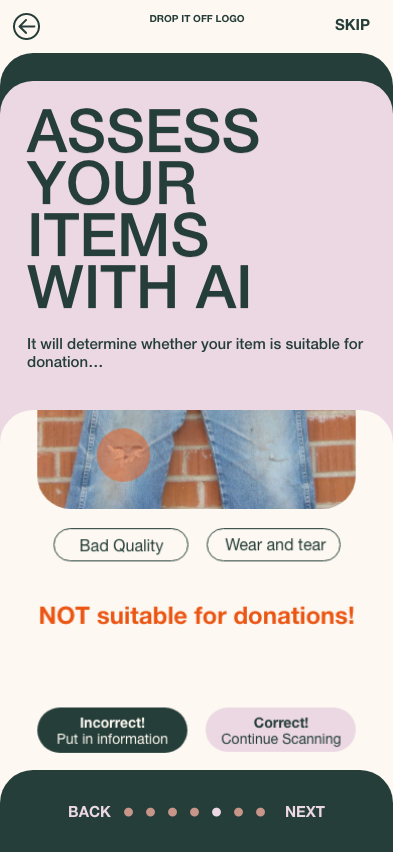 DROP IT OFF LOGO
SKIP
ASSESS
YOUR
ITEMS
WITH AI
It will determine whether your item is suitable for
donation...
Bad Quality
Wear and tear
NOT suitable for donations!
Incorrect!
Put in information
Correct!
Continue Scanning
BACK
NEXT